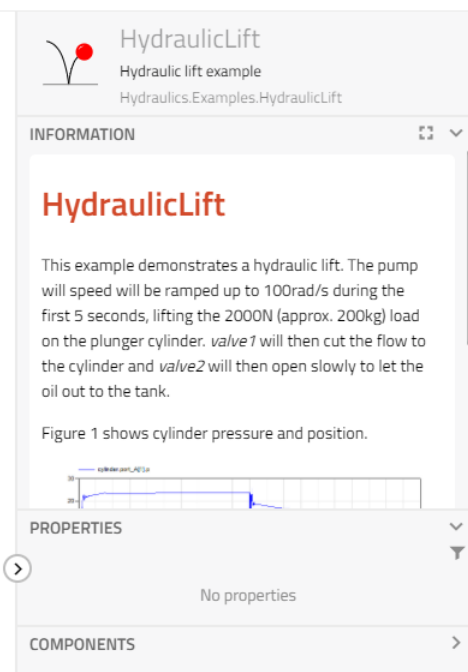 HydraulicLift
Hydraulic lift example
Hydraulics.Examples.HydraulicLift
INFORMATION
HydraulicLift
This example demonstrates a hydraulic lift. The pump
will speed will be ramped up to 100rad/s during the
first 5 seconds, lifting the 2000N (approx. 200kg) load
on the plunger cylinder. valve1 will then cut the flow to
the cylinder and valve2 will then open slowly to let the
oil out to the tank.
Figure 1 shows cylinder pressure and position.
PROPERTIES
No properties
COMPONENTS